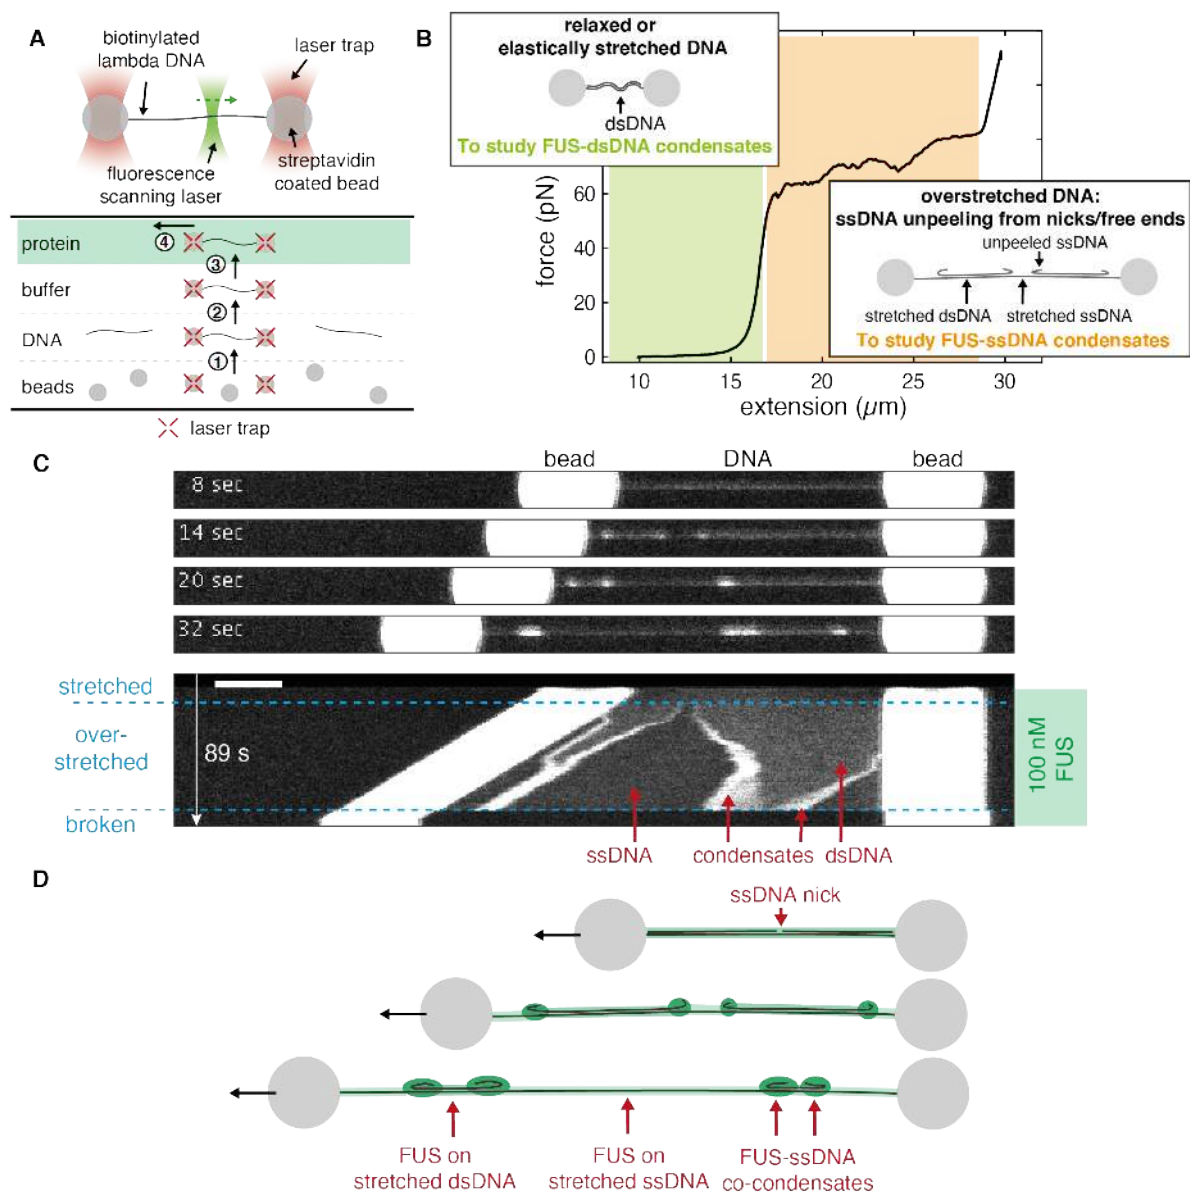 A
biotinylated
lambda DNA
laser trap
fluorescence
scanning laser
streptavidin
coated bead
protein
buffer
DNA
beads
4
3
2
1
laser trap
B
relaxed or
elastically stretched DNA
dsDNA
To study FUS-dsDNA condensates
overstretched DNA:
ssDNA unpeeling from nicks/free ends
unpeeled ssDNA
stretched dsDNA
stretched ssDNA
To study FUS-ssDNA condensates
force (pN)
60
40
20
0
10
15
20
25
30
extension (µm)
C
bead
DNA
bead
8 sec
14 sec
20 sec
32 sec
stretched
over-
stretched
broken
89 s
100 nM
FUS
ssDNA
condensates
dsDNA
D
ssDNA nick
FUS on
stretched dsDNA
FUS on
stretched ssDNA
FUS-ssDNA
co-condensates